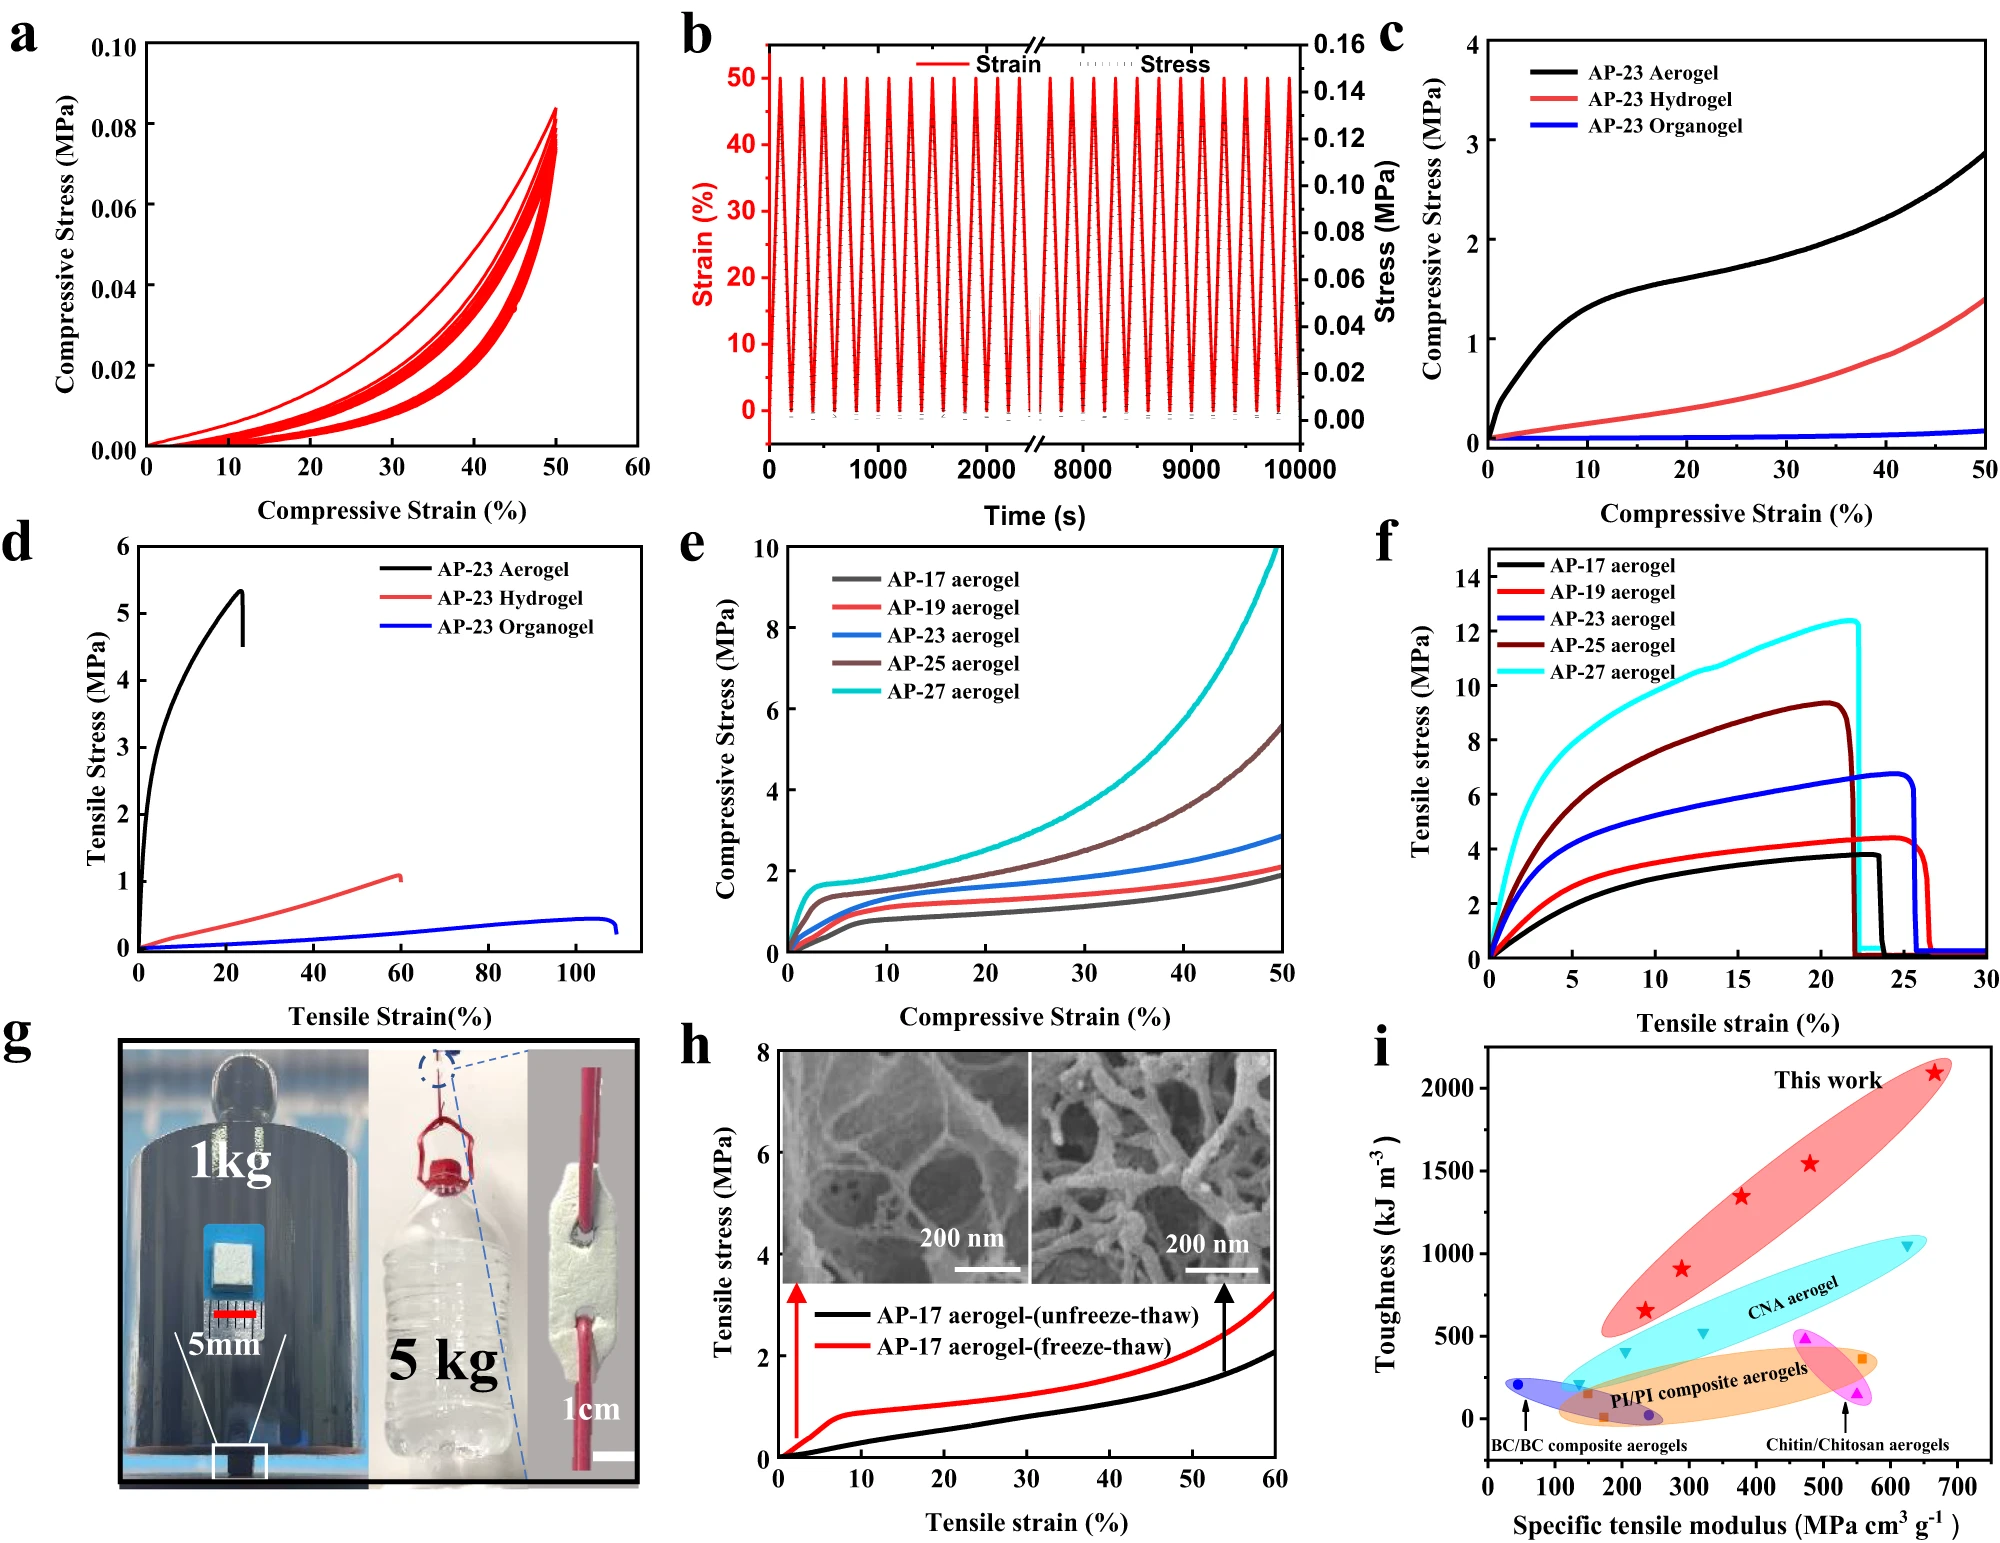 a
0.10
0.08
0.06
0.04
0.02
0.00
0 10 20 30 40 50 60
Compressive Stress (MPa)
Compressive Strain (%)
b
Strain Stress
50
40
30
20
10
0
Strain (%)
0.16
0.14
0.12
0.10
0.08
0.06
0.04
0.02
0.00
Stress (MPa)
0 1000 2000 8000 9000 10000
Time (s)
c
AP-23 Aerogel
AP-23 Hydrogel
AP-23 Organogel
4
3
2
1
0
0 10 20 30 40 50
Compressive Stress (MPa)
Compressive Strain (%)
d
AP-23 Aerogel
AP-23 Hydrogel
AP-23 Organogel
6
5
4
3
2
1
0
0 20 40 60 80 100
Tensile Stress (MPa)
Tensile Strain(%)
e
AP-17 aerogel
AP-19 aerogel
AP-23 aerogel
AP-25 aerogel
AP-27 aerogel
10
8
6
4
2
0
0 10 20 30 40 50
Compressive Stress (MPa)
Compressive Strain (%)
f
AP-17 aerogel
AP-19 aerogel
AP-23 aerogel
AP-25 aerogel
AP-27 aerogel
14
12
10
8
6
4
2
0
0 5 10 15 20 25 30
Tensile stress (MPa)
Tensile strain (%)
g
1kg
5mm
5 kg
1cm
h
200 nm
200 nm
AP-17 aerogel-(unfreeze-thaw)
AP-17 aerogel-(freeze-thaw)
8
6
4
2
0
0 10 20 30 40 50 60
Tensile stress (MPa)
Tensile strain (%)
i
This work
CNA aerogel
PI/PI composite aerogels
BC/BC composite aerogels
Chitin/Chitosan aerogels
2000
1500
1000
500
0
0 100 200 300 400 500 600 700
Toughness (kJ m⁻³)
Specific tensile modulus (MPa cm³ g⁻¹ )